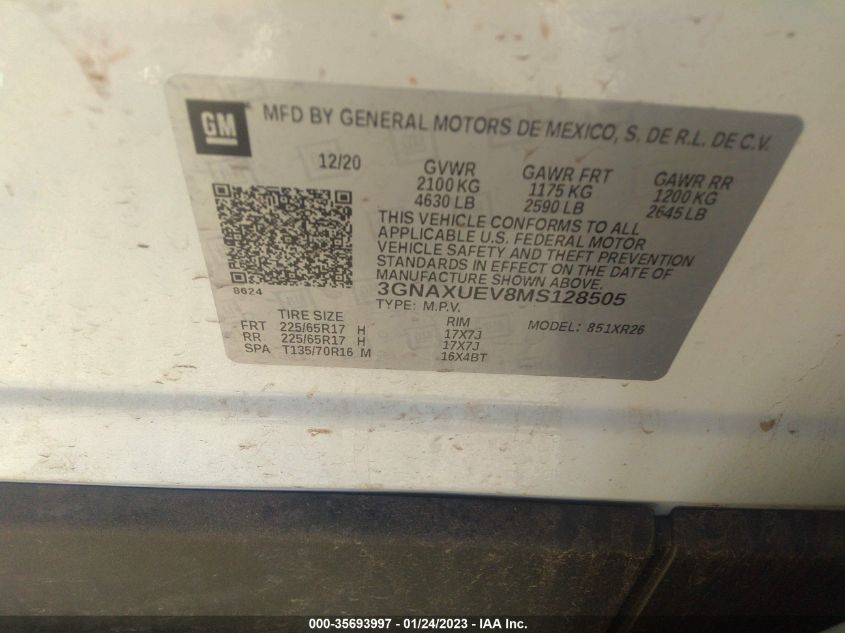 GM
MFD BY GENERAL MOTORS DE MEXICO, S. DE R.L. DE C.V.
12/20
GVWR
2100 KG
4630 LB
GAWR FRT
1175 KG
2590 LB
GAWR RR
1200 KG
2645 LB
THIS VEHICLE CONFORMS TO ALL
APPLICABLE U.S. FEDERAL MOTOR
VEHICLE SAFETY AND THEFT PREVENTION
STANDARDS IN EFFECT ON THE DATE OF
MANUFACTURE SHOWN ABOVE.
3GNAXUEV8MS128505
TYPE: M.P.V.
8624
TIRE SIZE
FRT 225/65R17 H
RR 225/65R17 H
SPA T135/70R16 M
RIM
17X7J
17X7J
16X4BT
MODEL: 851XR26
000-35693997 - 01/24/2023 - IAA Inc.